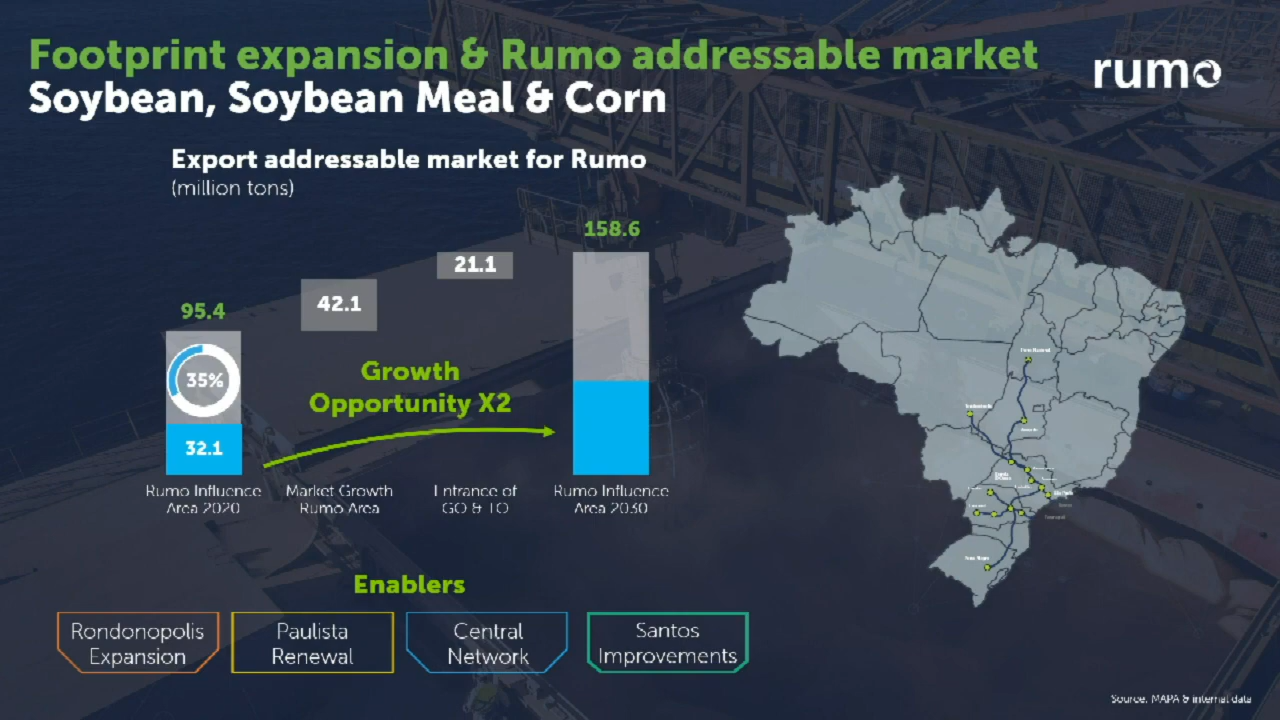 Footprint expansion & Rumo addressable market
Soybean, Soybean Meal & Corn
rumo
Export addressable market for Rumo
(million tons)
158.6
21.1
42.1
95.4
35%
32.1
Growth
Opportunity X2
Rumo Influence
Area 2020
Market Growth
Rumo Area
Entrance of
GO & TO
Rumo Influence
Area 2030
Enablers
Rondonopolis
Expansion
Paulista
Renewal
Central
Network
Santos
Improvements
Source: MAPA & internal data